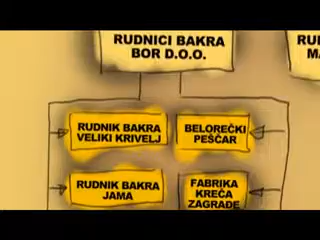 RUDNICI BAKRA
BOR D.O.O.
RUDNIK BAKRA
VELIKI KRIVELJ
BELOREČKI
PEŠČAR
RUDNIK BAKRA
JAMA
FABRIKA
KREČA
ZAGRADE